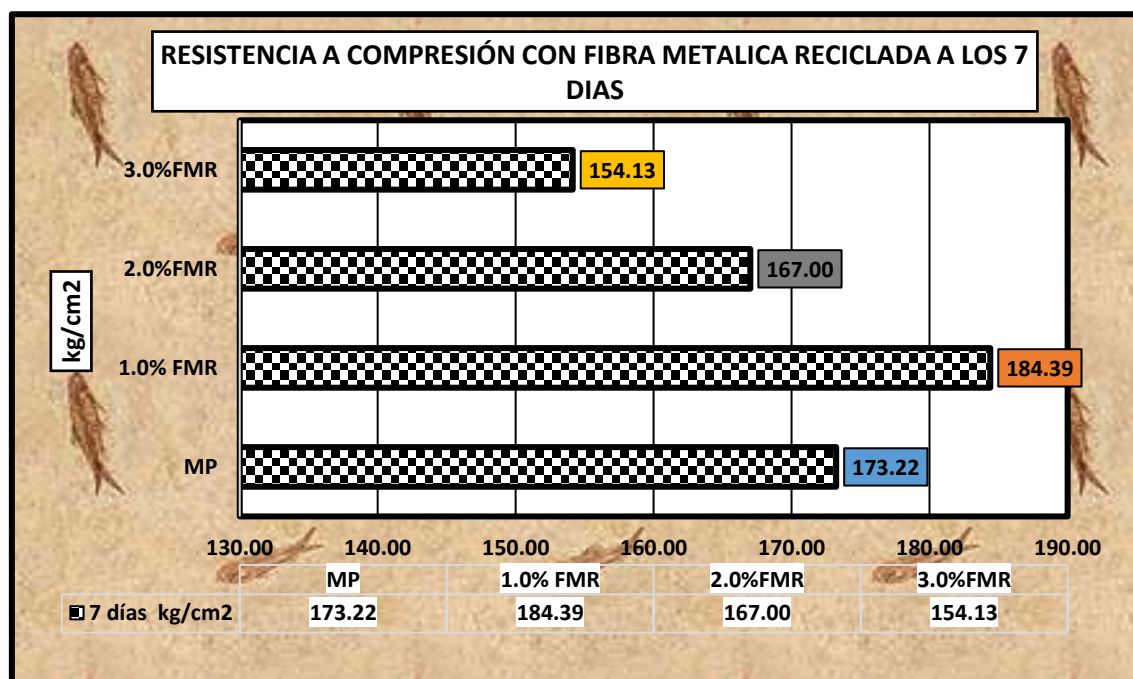 RESISTENCIA A COMPRESIÓN CON FIBRA METALICA RECICLADA A LOS 7
DIAS
3.0%FMR
154.13
2.0%FMR
167.00
kg/cm2
1.0% FMR
184.39
MP
173.22
130.00 140.00 150.00 160.00 170.00 180.00 190.00
MP 1.0% FMR 2.0%FMR 3.0%FMR
7 días kg/cm2 173.22 184.39 167.00 154.13